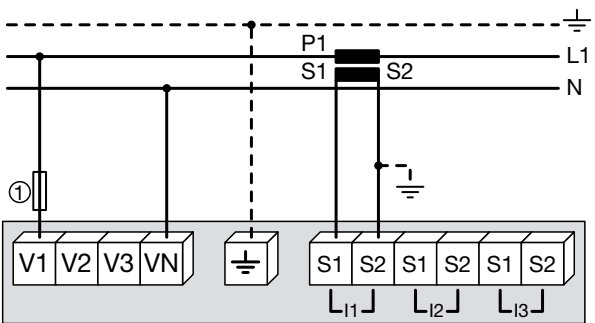 P1
L1
S1 S2
N
①
V1 V2 V3 VN S1 S2 S1 S2 S1 S2
I1 I2 I3